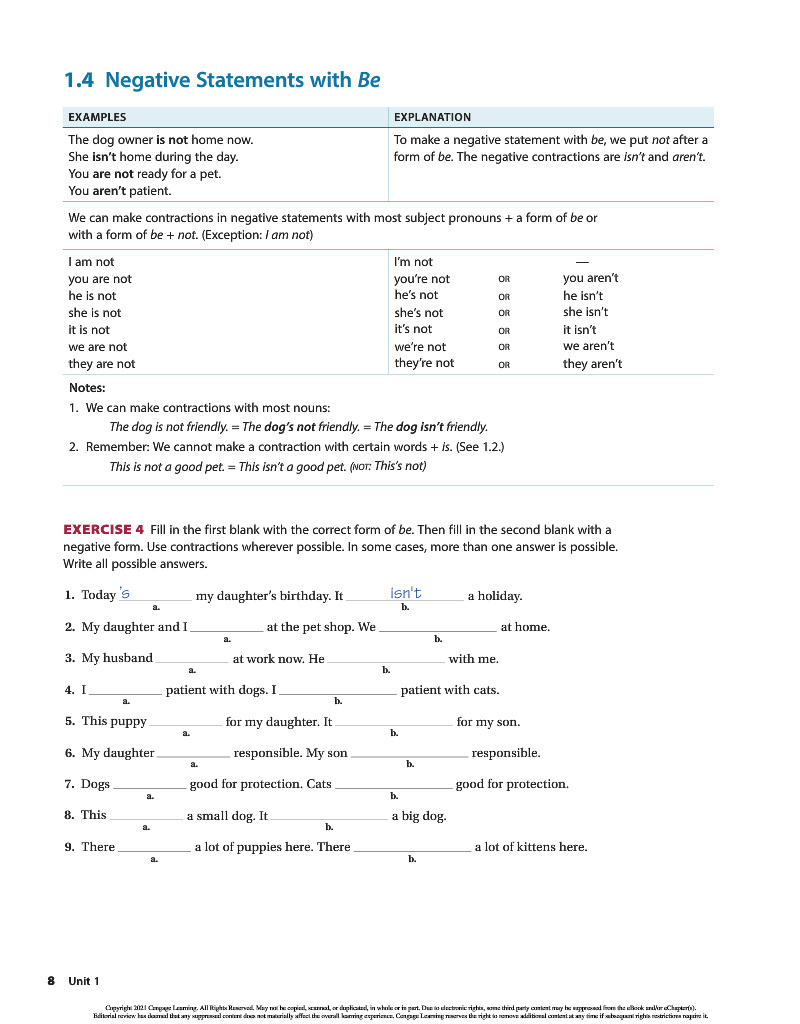 1.4 Negative Statements with Be
EXAMPLES EXPLANATION
The dog owner is not home now.
She isn't home during the day.
You are not ready for a pet.
You aren't patient.
To make a negative statement with be, we put not after a
form of be. The negative contractions are isn't and aren't.
We can make contractions in negative statements with most subject pronouns + a form of be or
with a form of be + not. (Exception: I am not)
I am not I'm not —
you are not you're not OR you aren't
he is not he's not OR he isn't
she is not she's not OR she isn't
it is not it's not OR it isn't
we are not we're not OR we aren't
they are not they're not OR they aren't
Notes:
1. We can make contractions with most nouns:
The dog is not friendly. = The dog's not friendly. = The dog isn't friendly.
2. Remember: We cannot make a contraction with certain words + is. (See 1.2.)
This is not a good pet. = This isn't a good pet. (NOT: This's not)
EXERCISE 4 Fill in the first blank with the correct form of be. Then fill in the second blank with a
negative form. Use contractions wherever possible. In some cases, more than one answer is possible.
Write all possible answers.
1. Today 's my daughter's birthday. It isn't a holiday.
a. b.
2. My daughter and I ________ at the pet shop. We ________ at home.
a. b.
3. My husband ________ at work now. He ________ with me.
a. b.
4. I ________ patient with dogs. I ________ patient with cats.
a. b.
5. This puppy ________ for my daughter. It ________ for my son.
a. b.
6. My daughter ________ responsible. My son ________ responsible.
a. b.
7. Dogs ________ good for protection. Cats ________ good for protection.
a. b.
8. This ________ a small dog. It ________ a big dog.
a. b.
9. There ________ a lot of puppies here. There ________ a lot of kittens here.
a. b.
8 Unit 1
Copyright 2021 Cengage Learning. All Rights Reserved. May not be copied, scanned, or duplicated, in whole or in part. Due to electronic rights, some third party content may be suppressed from the eBook and/or eChapter(s).
Editorial review has deemed that any suppressed content does not materially affect the overall learning experience. Cengage Learning reserves the right to remove additional content at any time if subsequent rights restrictions require it.